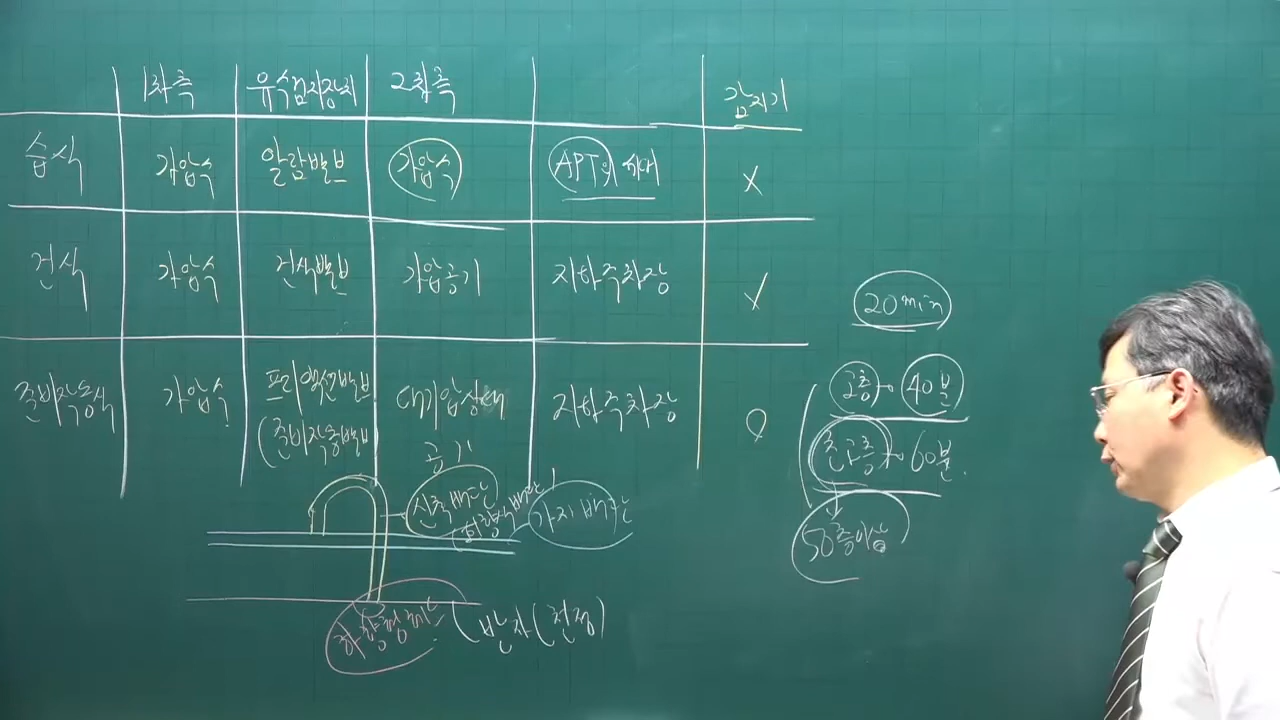 1차측 유수검지장치 2차측 감지기
습식 가압수 알람밸브 가압수 APT의 세대 X
건식 가압수 건식밸브 가압공기 지하주차장 X
준비작동식 가압수 프리액션밸브 대기압상태 지하주차장 O
(준비작동밸브 공기
20min
고층 40분
준초고층 60분
50층이상
신축배관
(회향식배관) 가지배관
하향형헤드 (반자(천정)